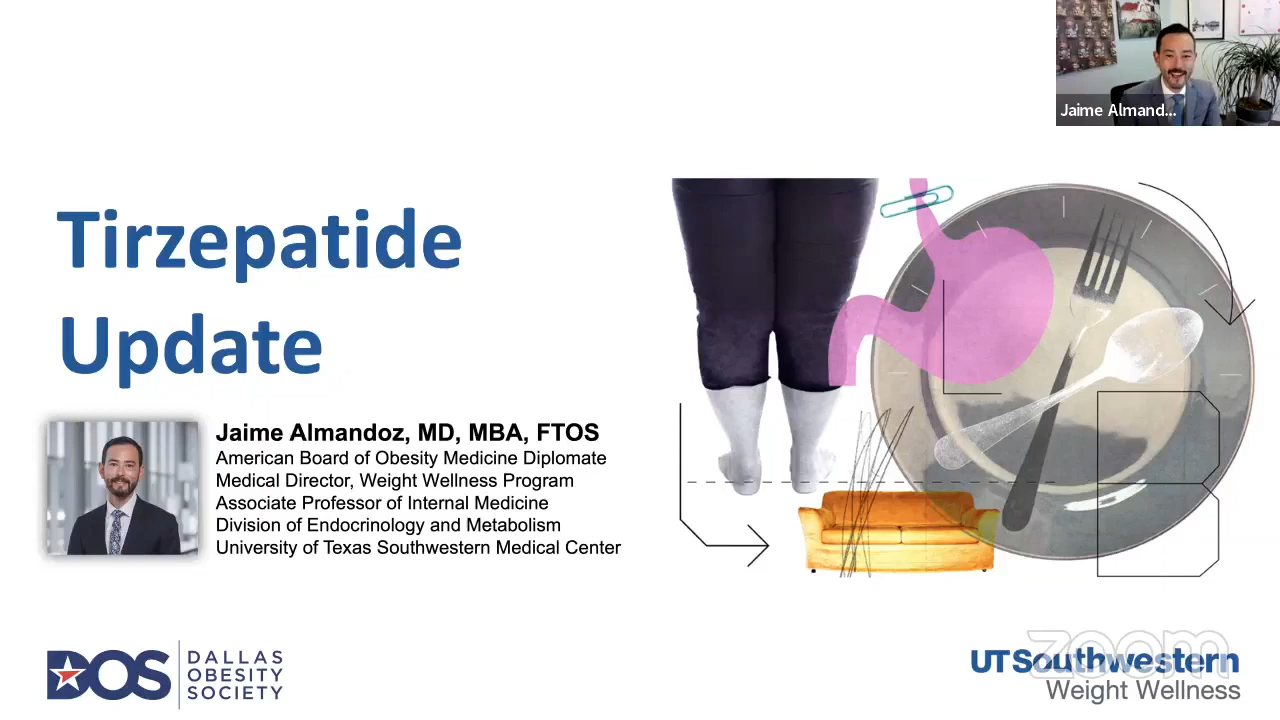 Jaime Almand...
Tirzepatide
Update
Jaime Almandoz, MD, MBA, FTOS
American Board of Obesity Medicine Diplomate
Medical Director, Weight Wellness Program
Associate Professor of Internal Medicine
Division of Endocrinology and Metabolism
University of Texas Southwestern Medical Center
DOS
DALLAS
OBESITY
SOCIETY
zoom
UT Southwestern
Weight Wellness